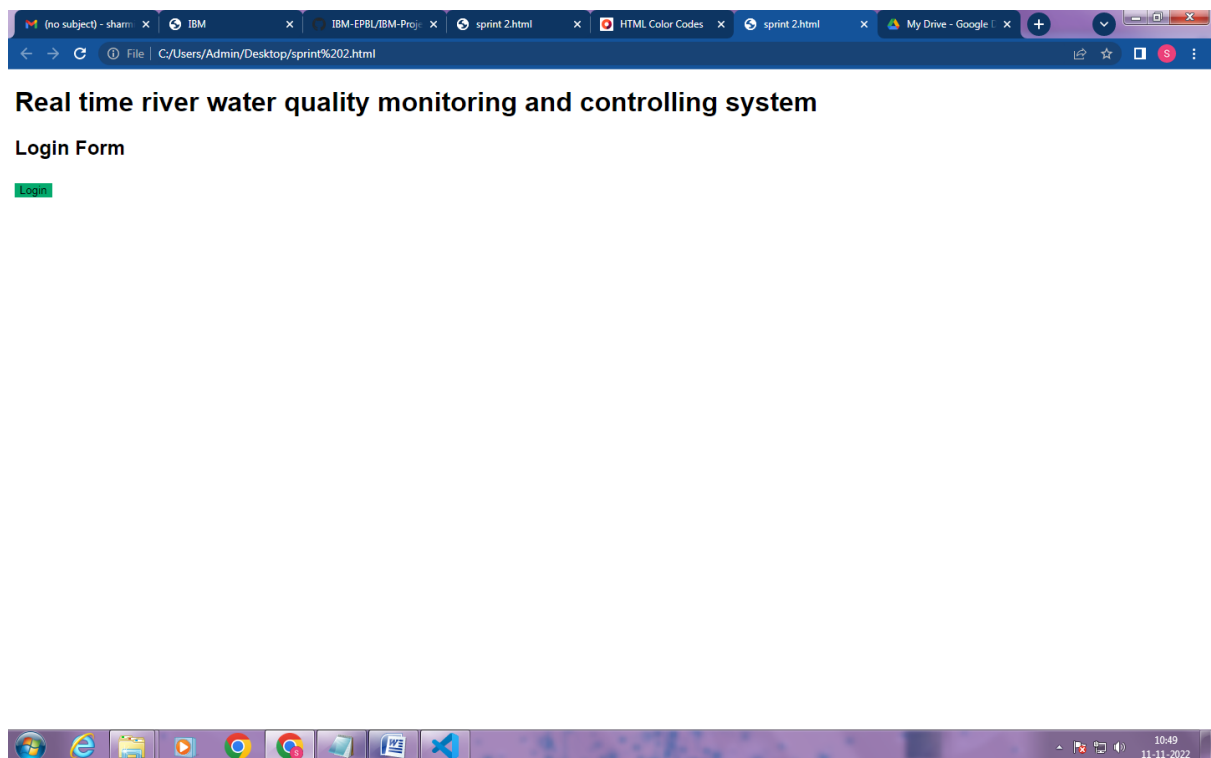 (no subject) - sharm IBM IBM-EPBL/IBM-Proje sprint 2.html HTML Color Codes sprint 2.html My Drive - Google D
File C:/Users/Admin/Desktop/sprint%202.html S
Real time river water quality monitoring and controlling system
Login Form
Login
10:49
11-11-2022